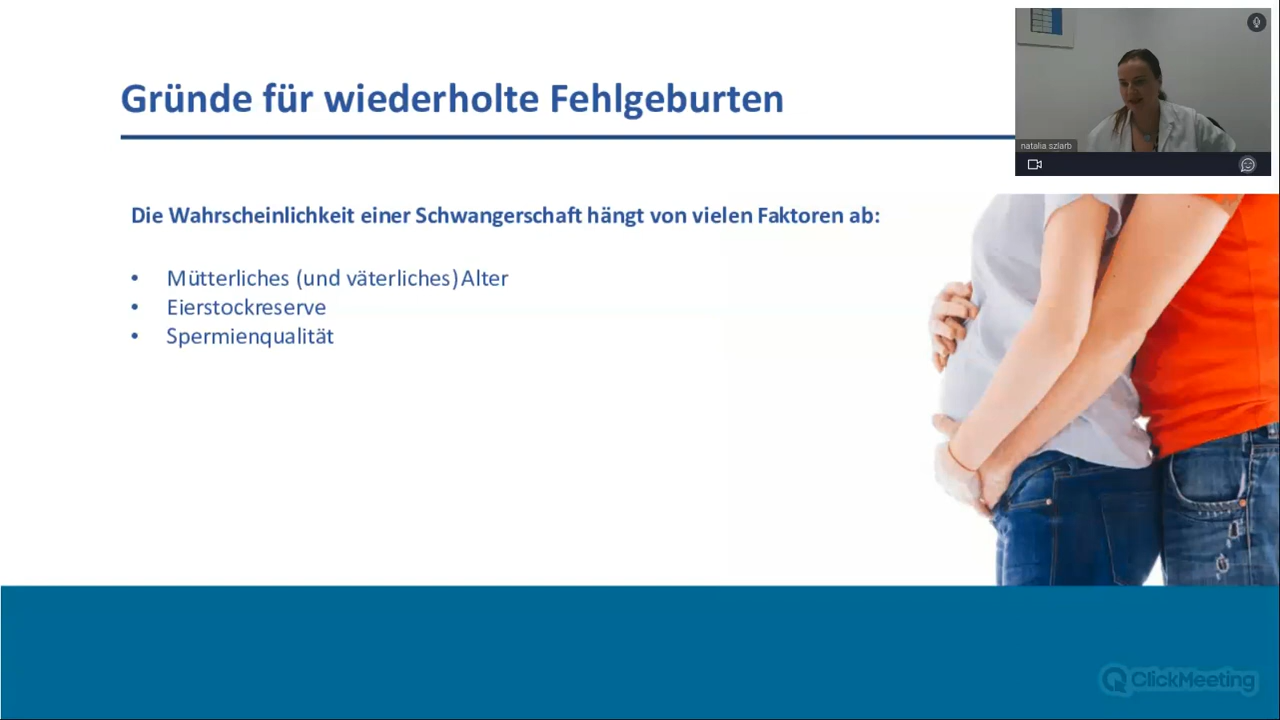 Gründe für wiederholte Fehlgeburten
natalia szlarb
Die Wahrscheinlichkeit einer Schwangerschaft hängt von vielen Faktoren ab:
• Mütterliches (und väterliches) Alter
• Eierstockreserve
• Spermienqualität
ClickMeeting